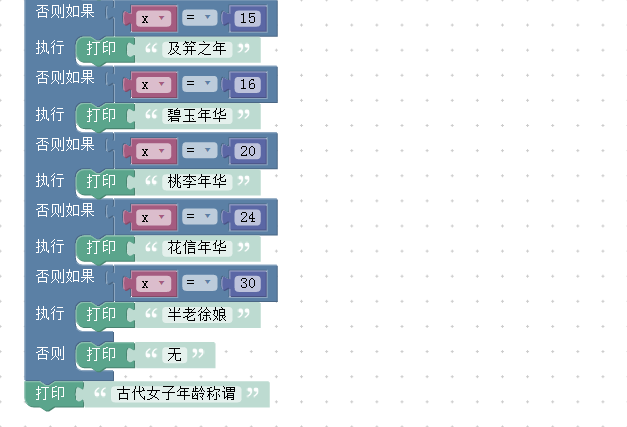 否则如果 x = 15
执行 打印 “ 及笄之年 ”
否则如果 x = 16
执行 打印 “ 碧玉年华 ”
否则如果 x = 20
执行 打印 “ 桃李年华 ”
否则如果 x = 24
执行 打印 “ 花信年华 ”
否则如果 x = 30
执行 打印 “ 半老徐娘 ”
否则 打印 “ 无 ”
打印 “ 古代女子年龄称谓 ”